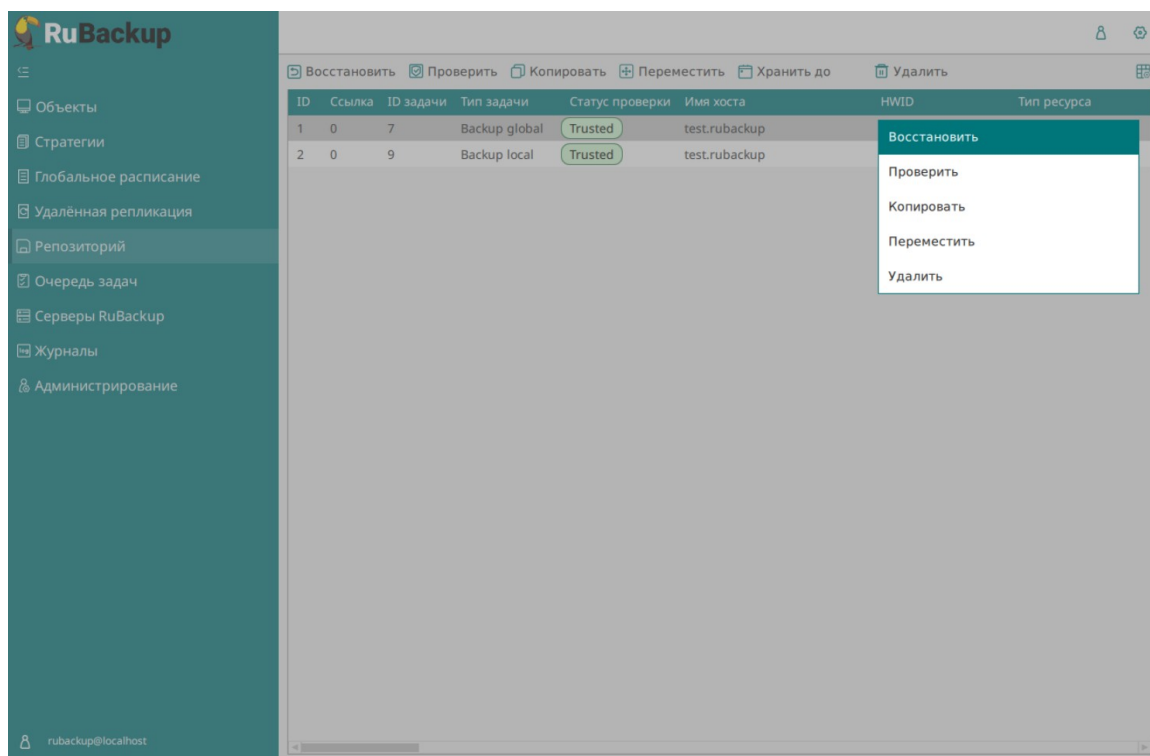 RuBackup
Восстановить Проверить Копировать Переместить Хранить до Удалить
Объекты
Стратегии
Глобальное расписание
Удалённая репликация
Репозиторий
Очередь задач
Серверы RuBackup
Журналы
Администрирование
rubackup@localhost
ID Ссылка ID задачи Тип задачи Статус проверки Имя хоста HWID Тип ресурса
1 0 7 Backup global Trusted test.rubackup
2 0 9 Backup local Trusted test.rubackup
Восстановить
Проверить
Копировать
Переместить
Удалить